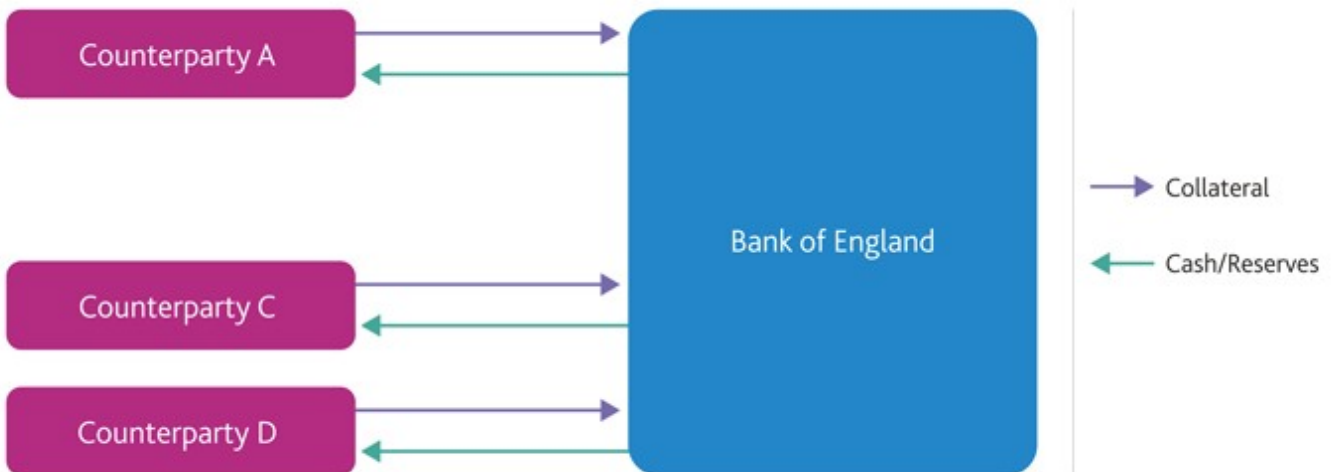 Counterparty A
Counterparty C
Counterparty D
Bank of England
Collateral
Cash/Reserves